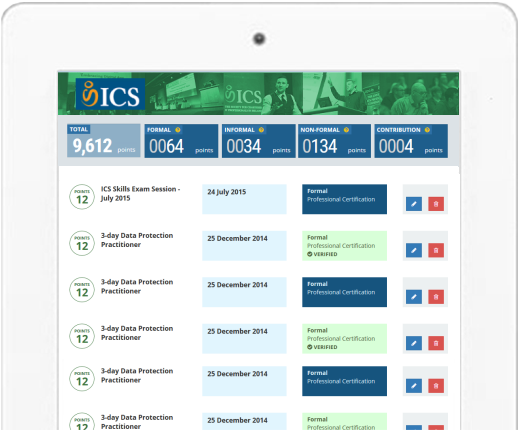 ICS
ICS
TOTAL
9,612 points
FORMAL ?
0064 points
INFORMAL ?
0034 points
NON-FORMAL ?
0134 points
CONTRIBUTION ?
0004 points
POINTS
12
ICS Skills Exam Session -
July 2015
24 July 2015
Formal
Professional Certification
POINTS
12
3-day Data Protection
Practitioner
25 December 2014
Formal
Professional Certification
VERIFIED
POINTS
12
3-day Data Protection
Practitioner
25 December 2014
Formal
Professional Certification
POINTS
12
3-day Data Protection
Practitioner
25 December 2014
Formal
Professional Certification
VERIFIED
POINTS
12
3-day Data Protection
Practitioner
25 December 2014
Formal
Professional Certification
POINTS
12
3-day Data Protection
Practitioner
25 December 2014
Formal
Professional Certification